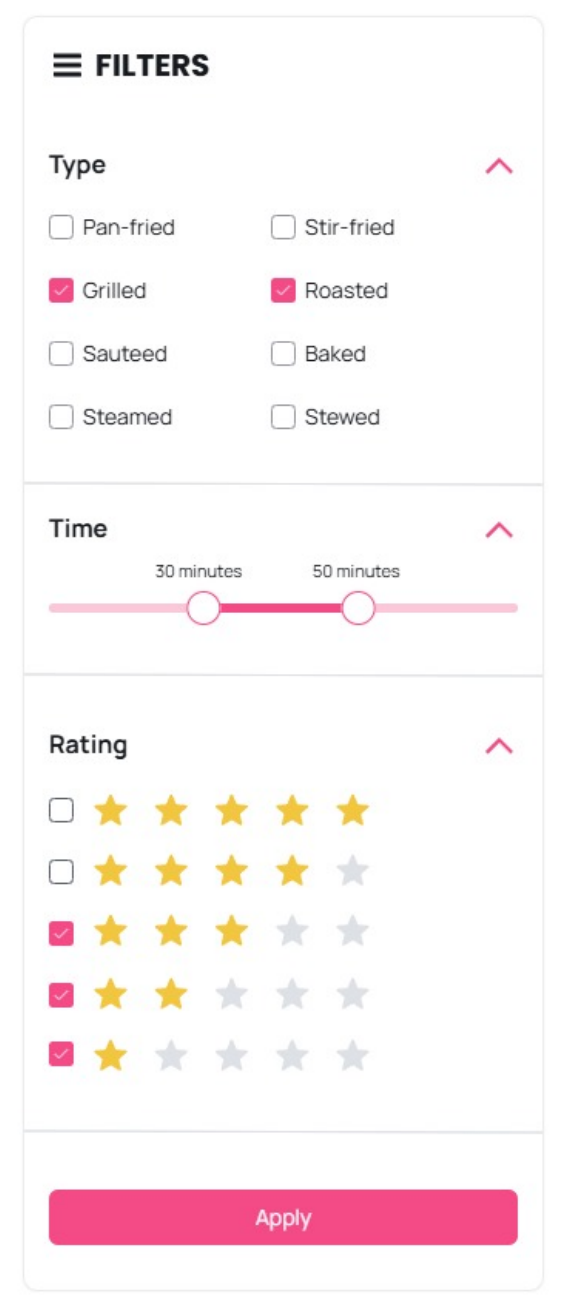 FILTERS
Type
Pan-fried Stir-fried
Grilled Roasted
Sauteed Baked
Steamed Stewed
Time
30 minutes 50 minutes
Rating
Apply